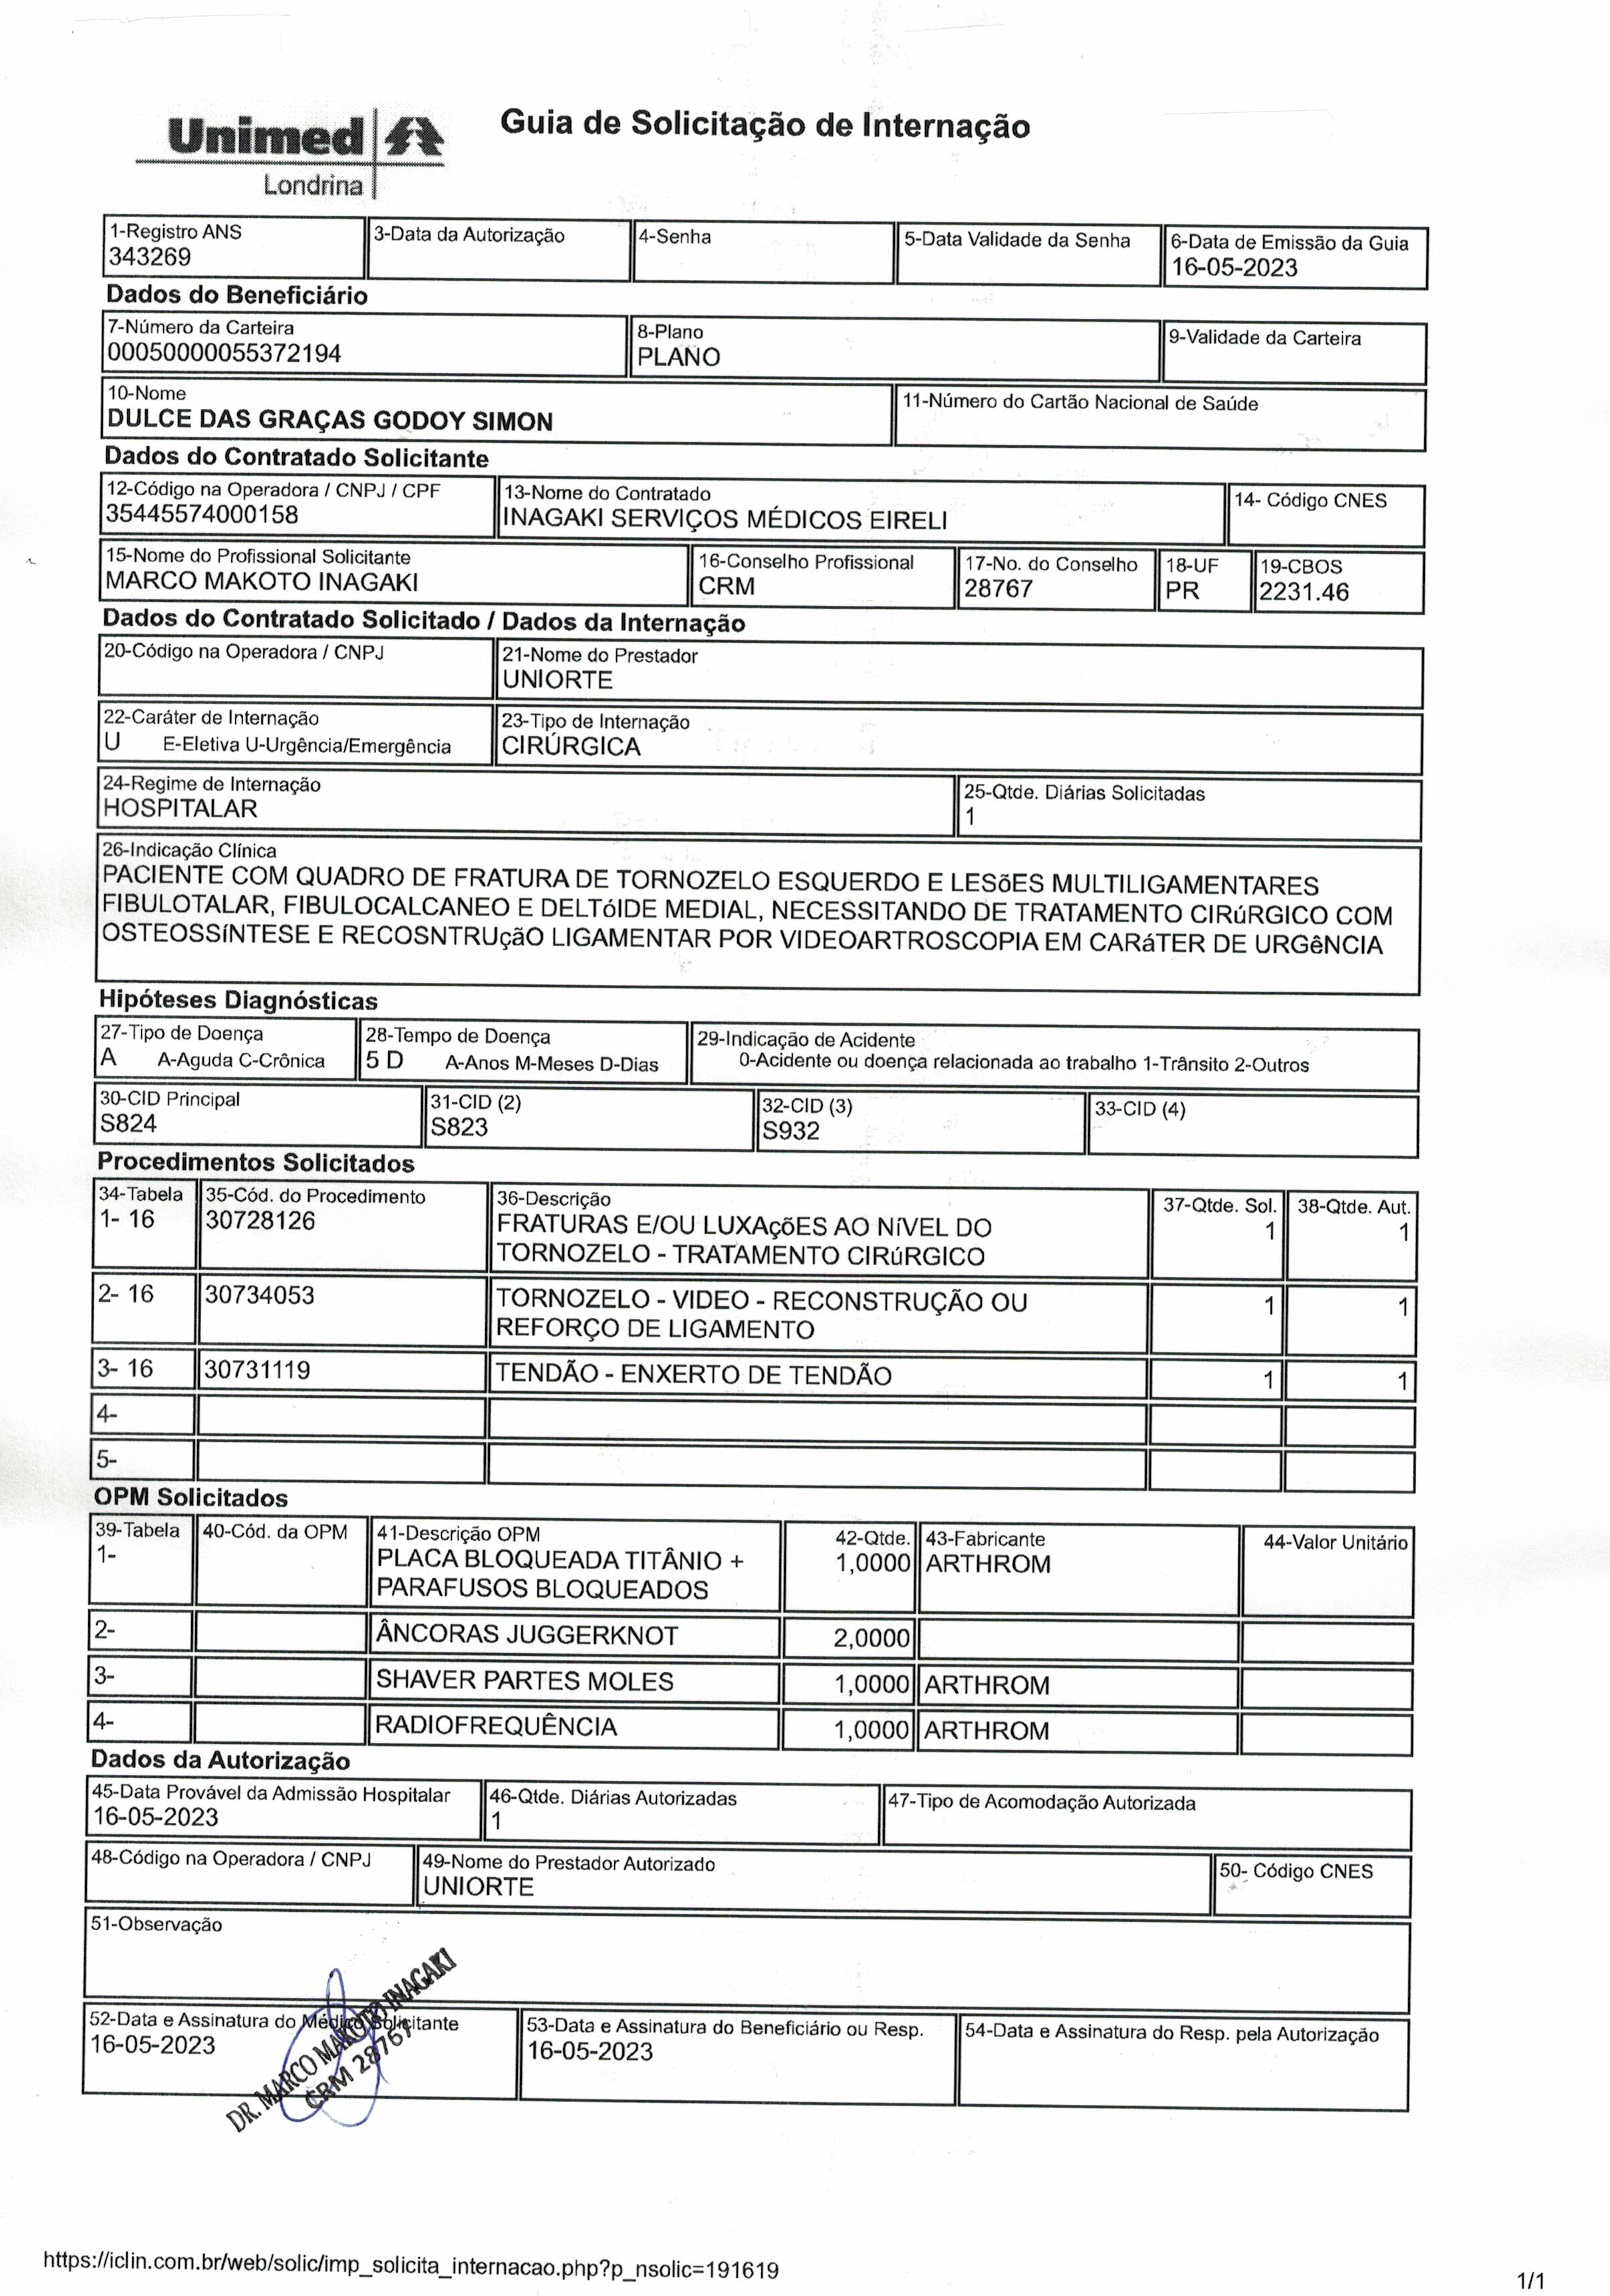 Unimed
Londrina
Guia de Solicitação de Internação
1-Registro ANS
343269
3-Data da Autorização
4-Senha
5-Data Validade da Senha
6-Data de Emissão da Guia
16-05-2023
Dados do Beneficiário
7-Número da Carteira
00050000055372194
8-Plano
PLANO
9-Validade da Carteira
10-Nome
DULCE DAS GRAÇAS GODOY SIMON
11-Número do Cartão Nacional de Saúde
Dados do Contratado Solicitante
12-Código na Operadora / CNPJ / CPF
35445574000158
13-Nome do Contratado
INAGAKI SERVIÇOS MÉDICOS EIRELI
14- Código CNES
15-Nome do Profissional Solicitante
MARCO MAKOTO INAGAKI
16-Conselho Profissional
CRM
17-No. do Conselho
28767
18-UF
PR
19-CBOS
2231.46
Dados do Contratado Solicitado / Dados da Internação
20-Código na Operadora / CNPJ
21-Nome do Prestador
UNIORTE
22-Caráter de Internação
U E-Eletiva U-Urgência/Emergência
23-Tipo de Internação
CIRÚRGICA
24-Regime de Internação
HOSPITALAR
25-Qtde. Diárias Solicitadas
1
26-Indicação Clínica
PACIENTE COM QUADRO DE FRATURA DE TORNOZELO ESQUERDO E LESõES MULTILIGAMENTARES
FIBULOTALAR, FIBULOCALCANEO E DELTóIDE MEDIAL, NECESSITANDO DE TRATAMENTO CIRúRGICO COM
OSTEOSSíNTESE E RECOSNTRUçãO LIGAMENTAR POR VIDEOARTROSCOPIA EM CARáTER DE URGêNCIA
Hipóteses Diagnósticas
27-Tipo de Doença
A A-Aguda C-Crônica
28-Tempo de Doença
5 D A-Anos M-Meses D-Dias
29-Indicação de Acidente
0-Acidente ou doença relacionada ao trabalho 1-Trânsito 2-Outros
30-CID Principal
S824
31-CID (2)
S823
32-CID (3)
S932
33-CID (4)
Procedimentos Solicitados
34-Tabela 35-Cód. do Procedimento 36-Descrição 37-Qtde. Sol. 38-Qtde. Aut.
1- 16 30728126 FRATURAS E/OU LUXAçõES AO NíVEL DO 1 1
TORNOZELO - TRATAMENTO CIRúRGICO
2- 16 30734053 TORNOZELO - VIDEO - RECONSTRUÇÃO OU 1 1
REFORÇO DE LIGAMENTO
3- 16 30731119 TENDÃO - ENXERTO DE TENDÃO 1 1
4-
5-
OPM Solicitados
39-Tabela 40-Cód. da OPM 41-Descrição OPM 42-Qtde. 43-Fabricante 44-Valor Unitário
1- PLACA BLOQUEADA TITÂNIO + 1,0000 ARTHROM
PARAFUSOS BLOQUEADOS
2- ÂNCORAS JUGGERKNOT 2,0000
3- SHAVER PARTES MOLES 1,0000 ARTHROM
4- RADIOFREQUÊNCIA 1,0000 ARTHROM
Dados da Autorização
45-Data Provável da Admissão Hospitalar
16-05-2023
46-Qtde. Diárias Autorizadas
1
47-Tipo de Acomodação Autorizada
48-Código na Operadora / CNPJ
49-Nome do Prestador Autorizado
UNIORTE
50- Código CNES
51-Observação
52-Data e Assinatura do Médico Solicitante
16-05-2023
DR. MARCO MAKOTO INAGAKI
CRM 28767
53-Data e Assinatura do Beneficiário ou Resp.
16-05-2023
54-Data e Assinatura do Resp. pela Autorização
https://iclin.com.br/web/solic/imp_solicita_internacao.php?p_nsolic=191619
1/1